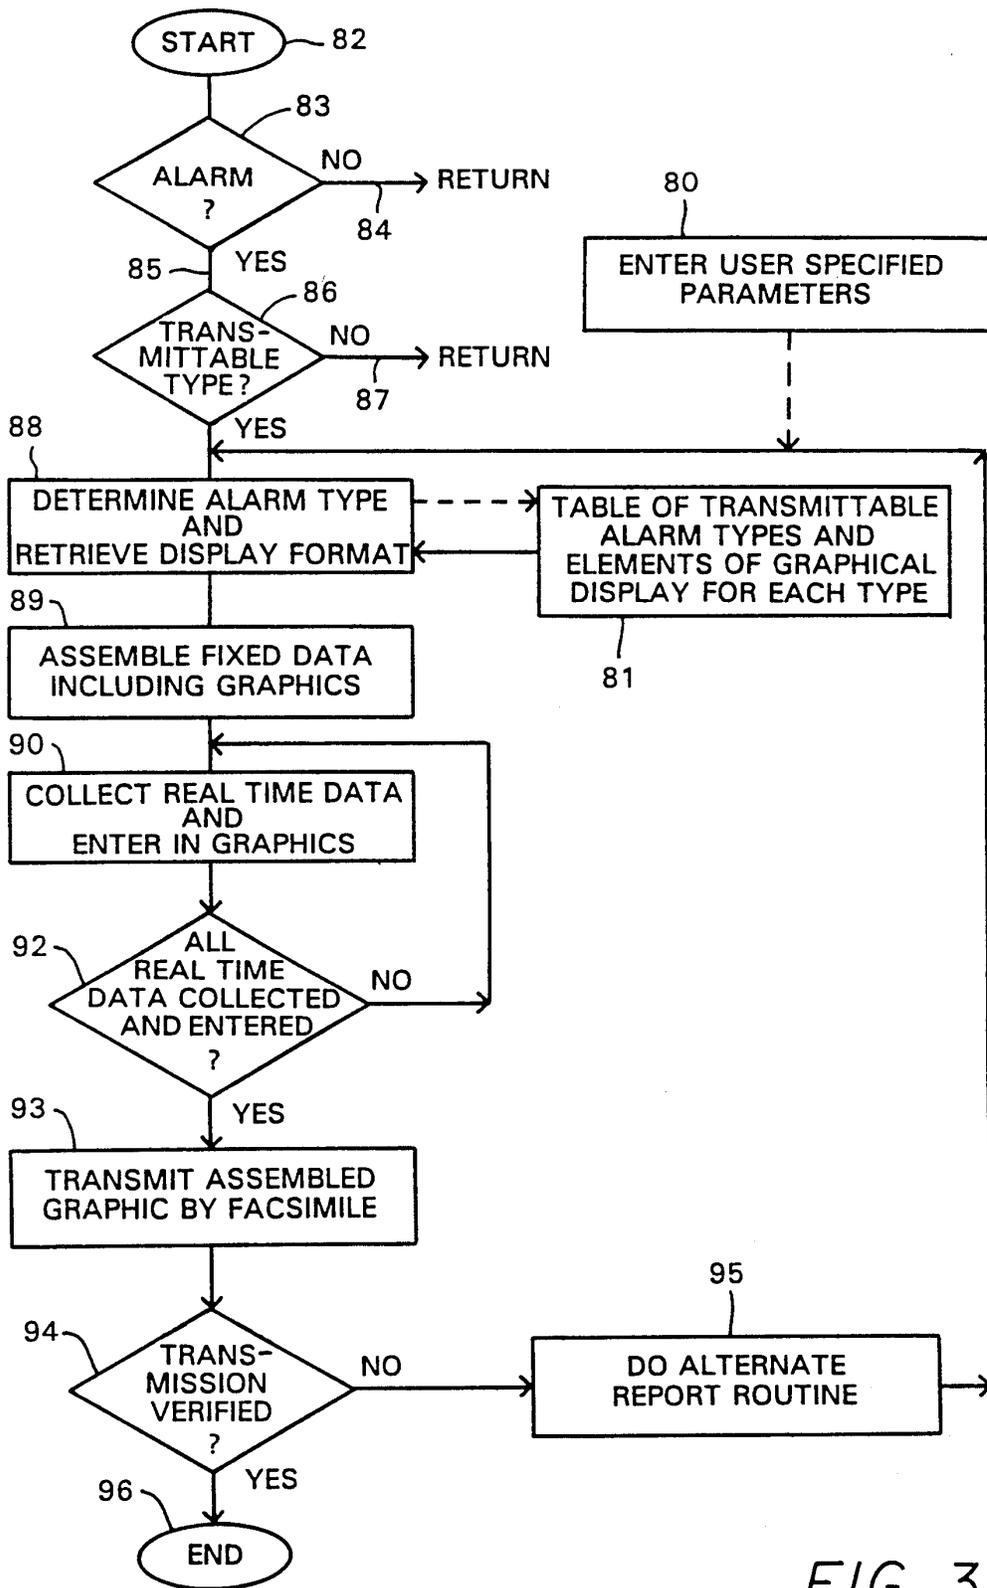 START
82
83
ALARM
?
NO
RETURN
84
80
ENTER USER SPECIFIED
PARAMETERS
85
YES
86
TRANS-
MITTABLE
TYPE?
NO
RETURN
87
YES
88
DETERMINE ALARM TYPE
AND
RETRIEVE DISPLAY FORMAT
TABLE OF TRANSMITTABLE
ALARM TYPES AND
ELEMENTS OF GRAPHICAL
DISPLAY FOR EACH TYPE
81
89
ASSEMBLE FIXED DATA
INCLUDING GRAPHICS
90
COLLECT REAL TIME DATA
AND
ENTER IN GRAPHICS
92
ALL
REAL TIME
DATA COLLECTED
AND ENTERED
?
NO
YES
93
TRANSMIT ASSEMBLED
GRAPHIC BY FACSIMILE
94
TRANS-
MISSION
VERIFIED
?
NO
95
DO ALTERNATE
REPORT ROUTINE
YES
96
END
FIG. 3